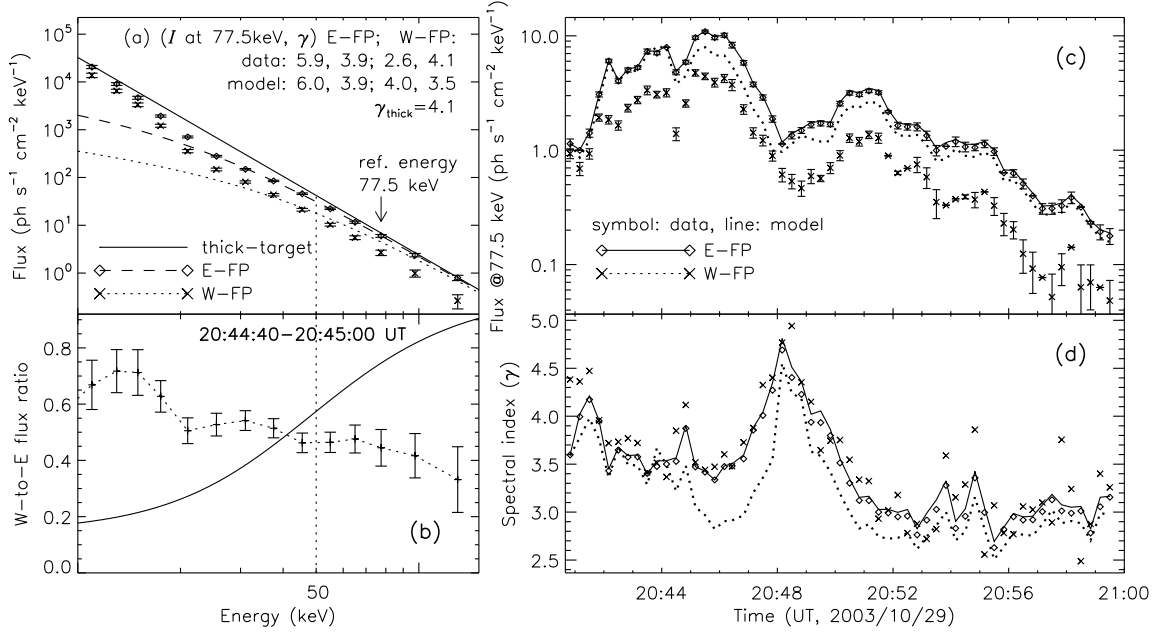 (a) (I at 77.5keV, γ) E-FP; W-FP:
data: 5.9, 3.9; 2.6, 4.1
model: 6.0, 3.9; 4.0, 3.5
γthick=4.1
ref. energy
77.5 keV
thick-target
E-FP
W-FP
Flux (ph s⁻¹ cm⁻² keV⁻¹)
10⁵
10⁴
10³
10²
10¹
10⁰
20:44:40-20:45:00 UT
(b)
W-to-E flux ratio
0.8
0.6
0.4
0.2
0.0
50
Energy (keV)
(c)
symbol: data, line: model
E-FP
W-FP
Flux @77.5 keV (ph s⁻¹ cm⁻² keV⁻¹)
10.0
1.0
0.1
(d)
Spectral index (γ)
5.0
4.5
4.0
3.5
3.0
2.5
20:44 20:48 20:52 20:56 21:00
Time (UT, 2003/10/29)